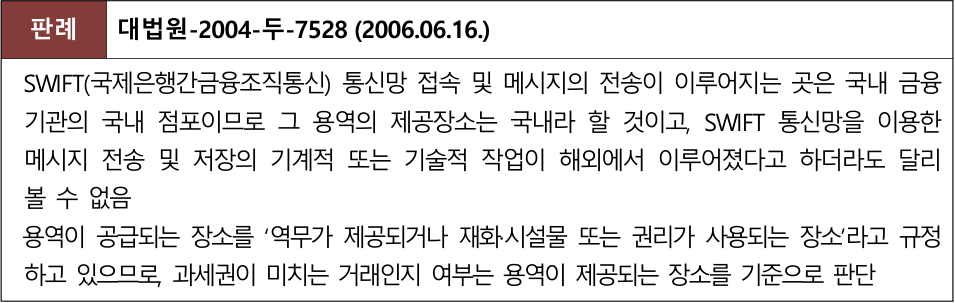 판례 대법원-2004-두-7528 (2006.06.16.)
SWIFT(국제은행간금융조직통신) 통신망 접속 및 메시지의 전송이 이루어지는 곳은 국내 금융
기관의 국내 점포이므로 그 용역의 제공장소는 국내라 할 것이고, SWIFT 통신망을 이용한
메시지 전송 및 저장의 기계적 또는 기술적 작업이 해외에서 이루어졌다고 하더라도 달리
볼 수 없음
용역이 공급되는 장소를 ‘역무가 제공되거나 재화·시설물 또는 권리가 사용되는 장소’라고 규정
하고 있으므로, 과세권이 미치는 거래인지 여부는 용역이 제공되는 장소를 기준으로 판단